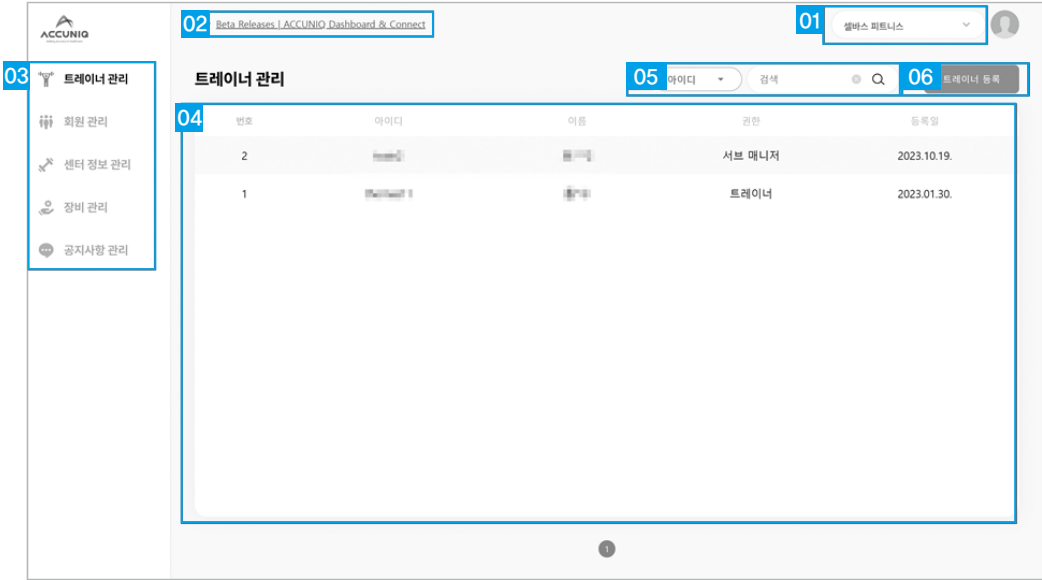 ACCUNIQ
02 Beta Releases | ACCUNIQ Dashboard & Connect
01 셀바스 피트니스
03 트레이너 관리
회원 관리
센터 정보 관리
장비 관리
공지사항 관리
트레이너 관리
05 아이디 검색
06 트레이너 등록
04 번호 아이디 이름 권한 등록일
2 서브 매니저 2023.10.19.
1 트레이너 2023.01.30.
1